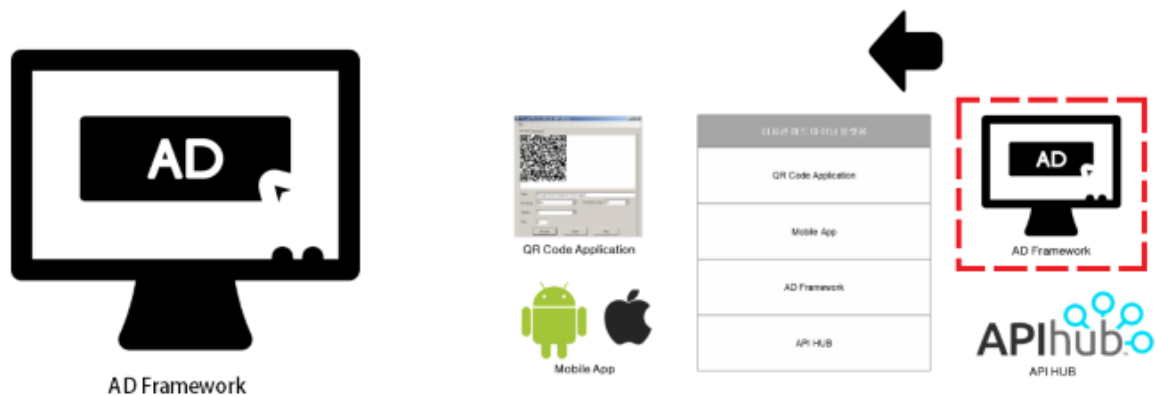 AD
AD Framework
QR Code Application
Mobile App
QR Code Application
Mobile App
AD Framework
API HUB
AD
AD Framework
APIhub
API HUB